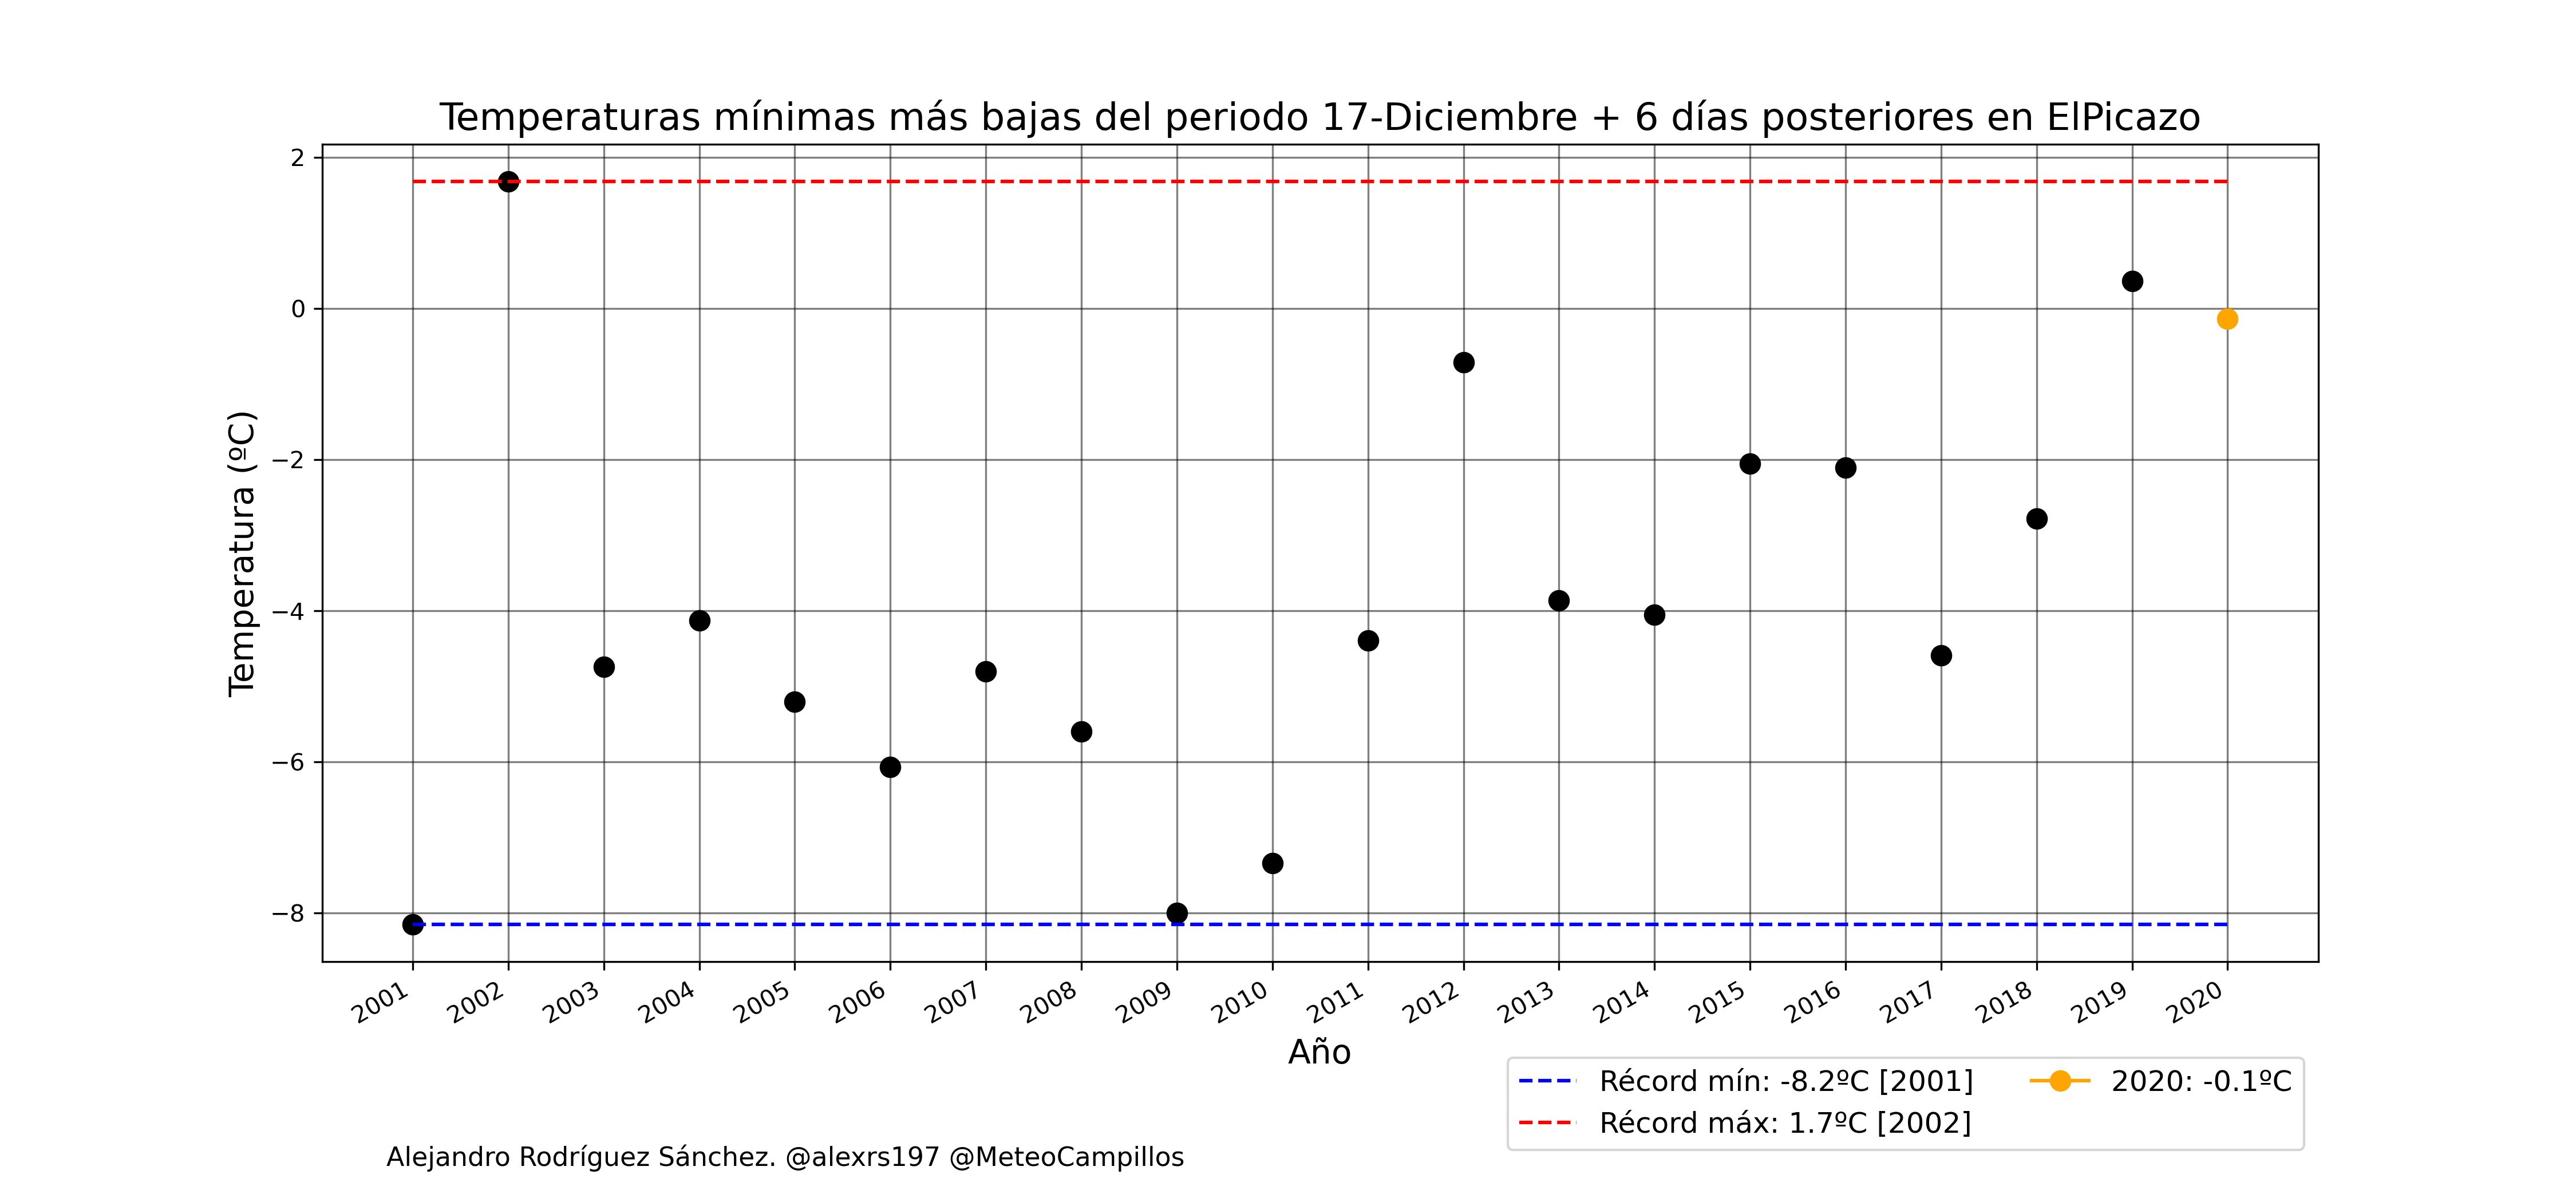 Temperaturas mínimas más bajas del periodo 17-Diciembre + 6 días posteriores en ElPicazo
Temperatura (ºC)
2
0
−2
−4
−6
−8
2001 2002 2003 2004 2005 2006 2007 2008 2009 2010 2011 2012 2013 2014 2015 2016 2017 2018 2019 2020
Año
Récord mín: -8.2ºC [2001]
Récord máx: 1.7ºC [2002]
2020: -0.1ºC
Alejandro Rodríguez Sánchez. @alexrs197 @MeteoCampillos